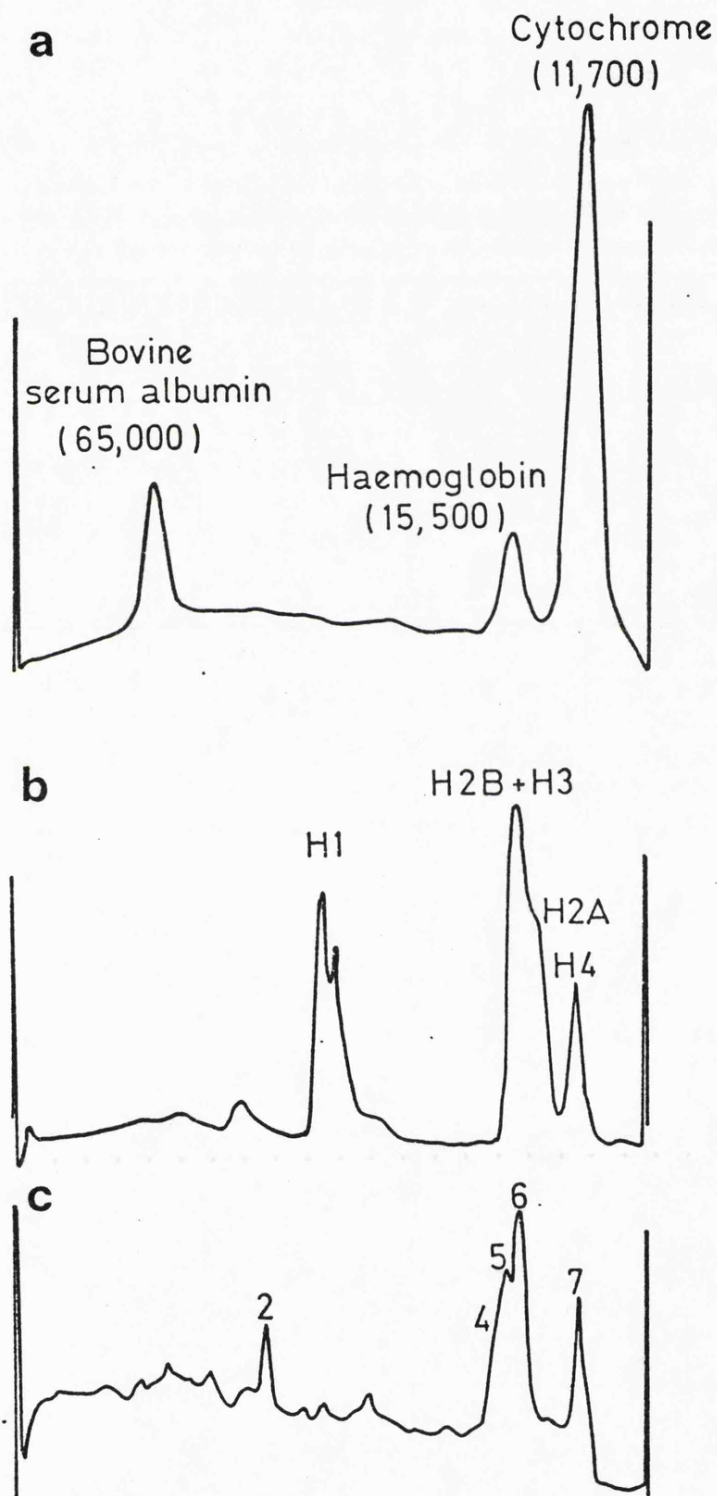 a
Cytochrome
(11,700)
Bovine
serum albumin
(65,000)
Haemoglobin
(15,500)
b
H2B+H3
H1
H2A
H4
c
6
5
7
2
4